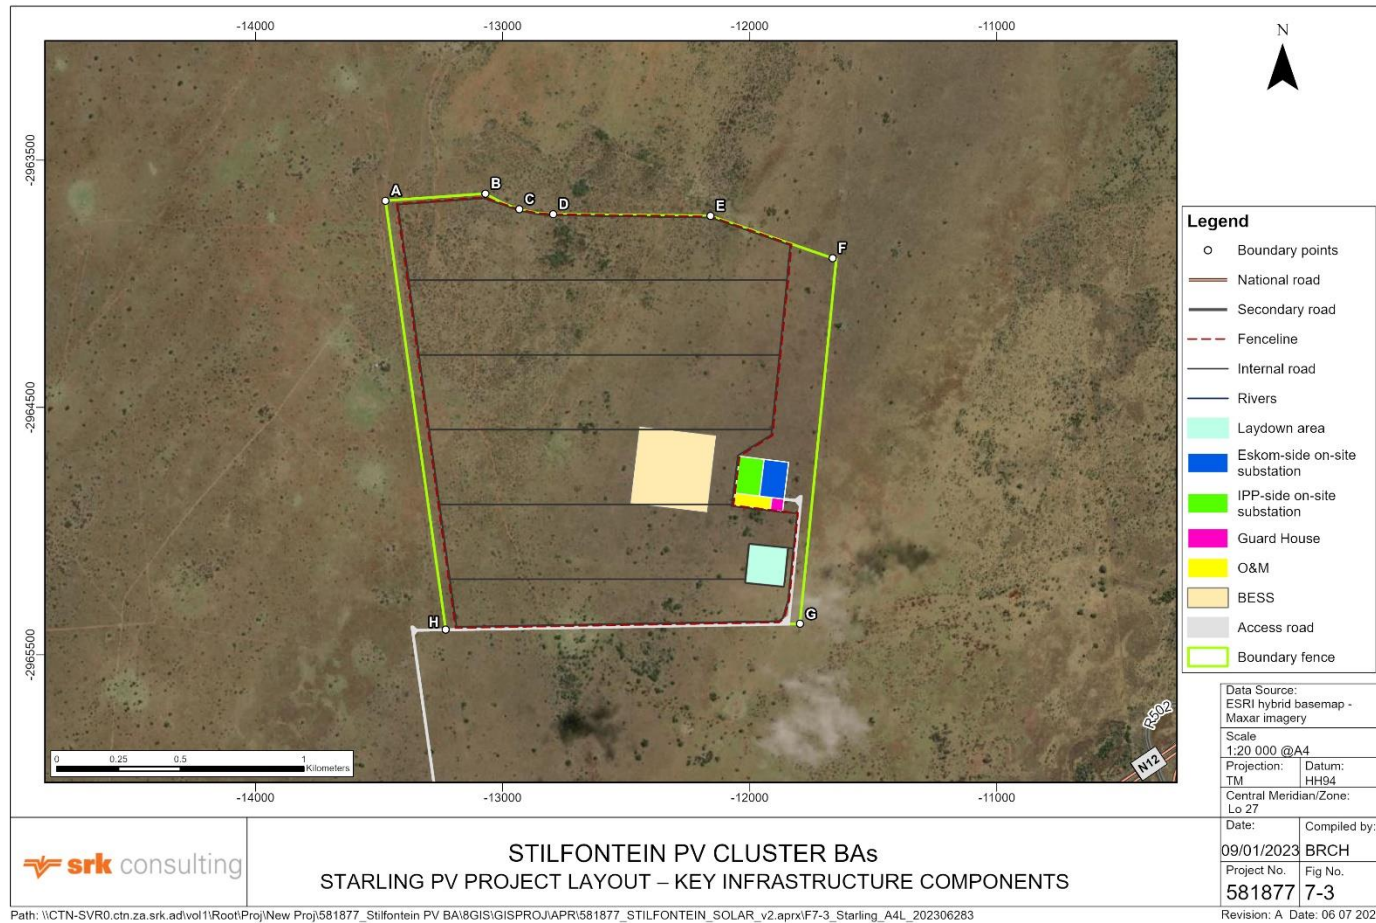 -14000
-13000
-12000
-11000
N
-2963500
-2964500
-2965500
A
B
C
D
E
F
G
H
R502
N12
0 0.25 0.5 1
Kilometers
-14000
-13000
-12000
-11000
Legend
Boundary points
National road
Secondary road
Fenceline
Internal road
Rivers
Laydown area
Eskom-side on-site
substation
IPP-side on-site
substation
Guard House
O&M
BESS
Access road
Boundary fence
Data Source:
ESRI hybrid basemap -
Maxar imagery
Scale
1:20 000 @A4
Projection: Datum:
TM HH94
Central Meridian/Zone:
Lo 27
Date: Compiled by:
09/01/2023 BRCH
Project No. Fig No.
581877 7-3
srk consulting
STILFONTEIN PV CLUSTER BAs
STARLING PV PROJECT LAYOUT – KEY INFRASTRUCTURE COMPONENTS
Path: \\CTN-SVR0.ctn.za.srk.ad\vol1\Root\Proj\New Proj\581877_Stilfontein PV BA\8GIS\GISPROJ\APR\581877_STILFONTEIN_SOLAR_v2.aprx\F7-3_Starling_A4L_202306283
Revision: A Date: 06 07 202